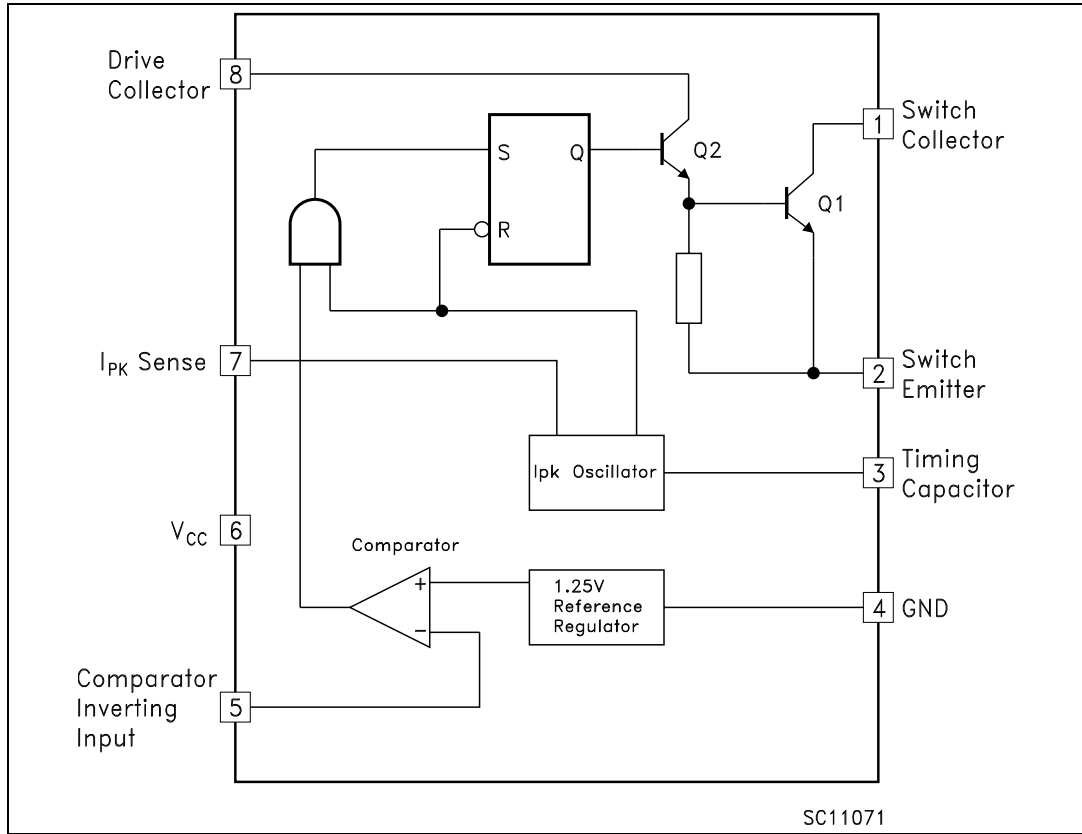 Drive
Collector
8
S
Q
Q2
1
Switch
Collector
Q1
R
I_PK Sense
7
2
Switch
Emitter
Ipk Oscillator
3
Timing
Capacitor
V_CC
6
Comparator
+
−
1.25V
Reference
Regulator
4
GND
Comparator
Inverting
Input
5
SC11071